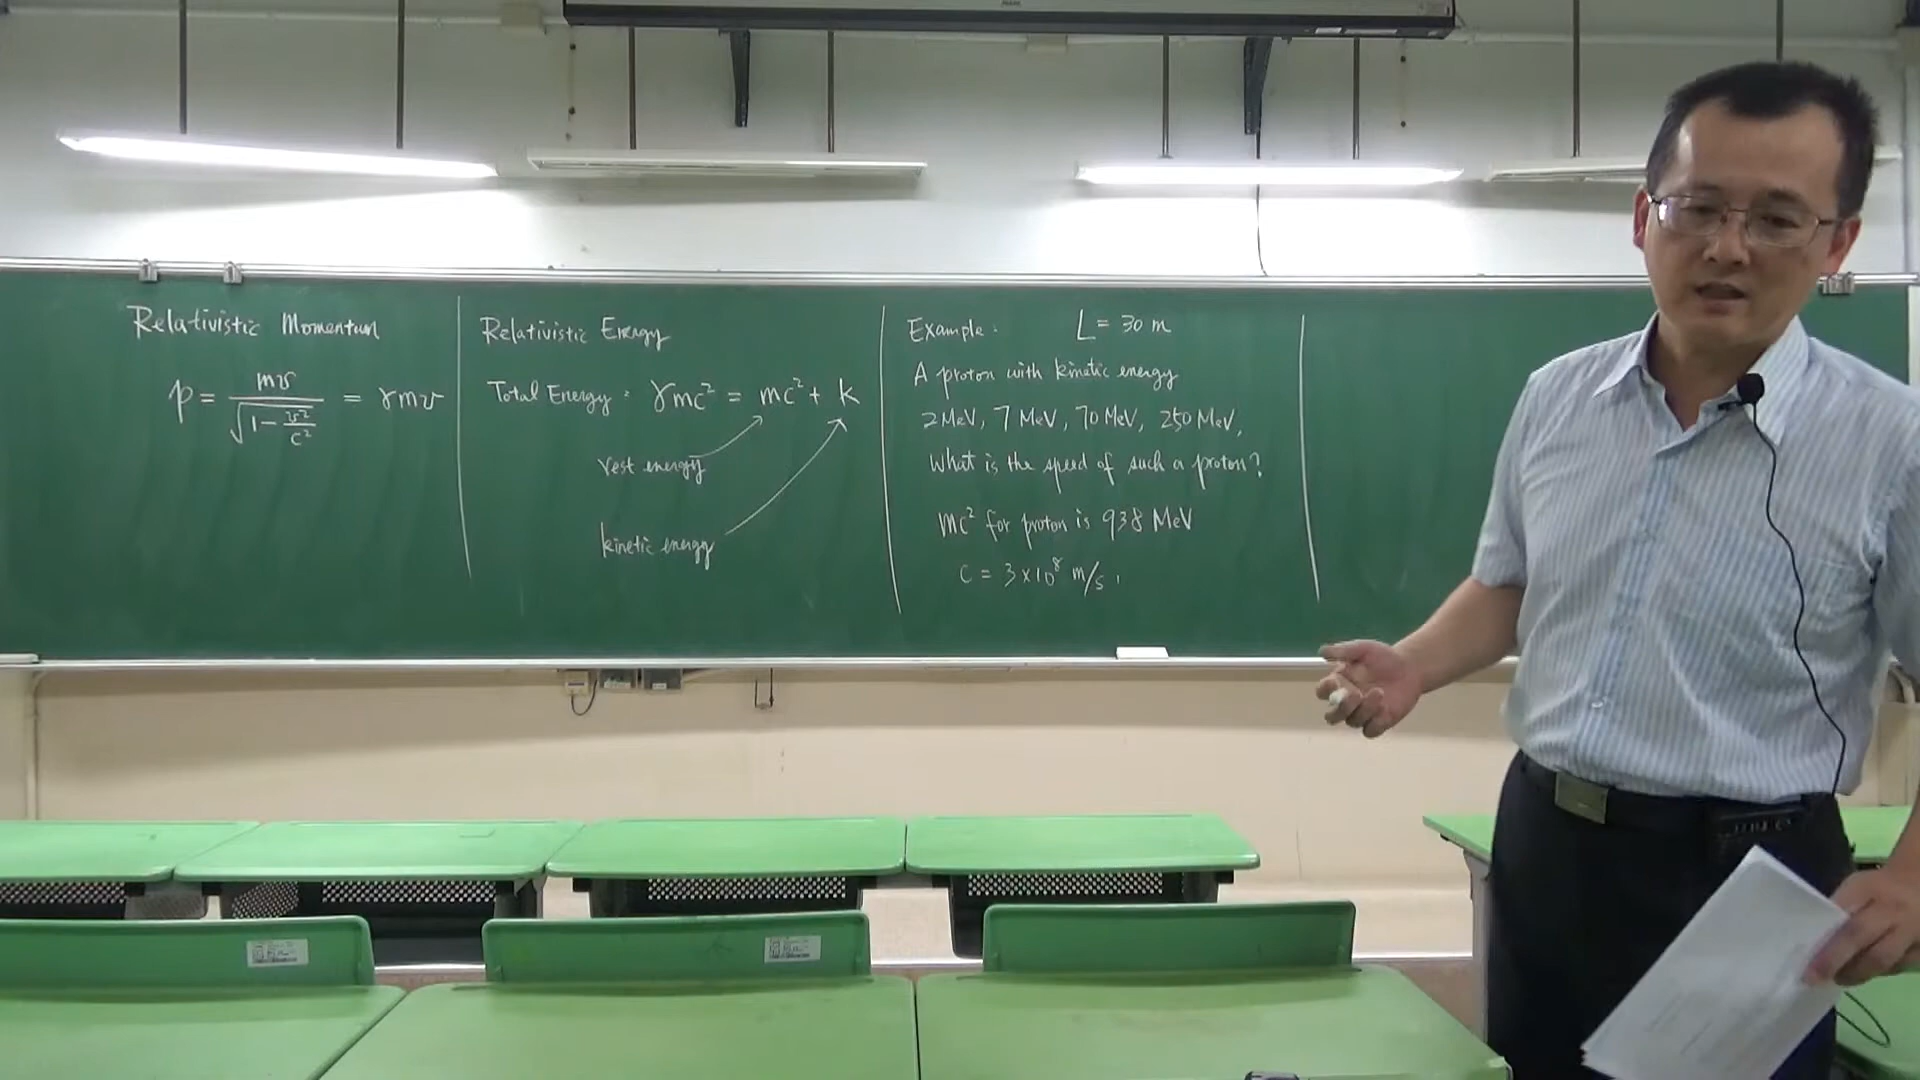 Relativistic Momentum
p = mv / √(1 - v²/c²) = γmv
Relativistic Energy
Total Energy : γmc² = mc² + k
rest energy
kinetic energy
Example : L = 30 m
A proton with kinetic energy
2 MeV, 7 MeV, 70 MeV, 250 MeV,
What is the speed of such a proton?
mc² for proton is 938 MeV
c = 3×10⁸ m/s,